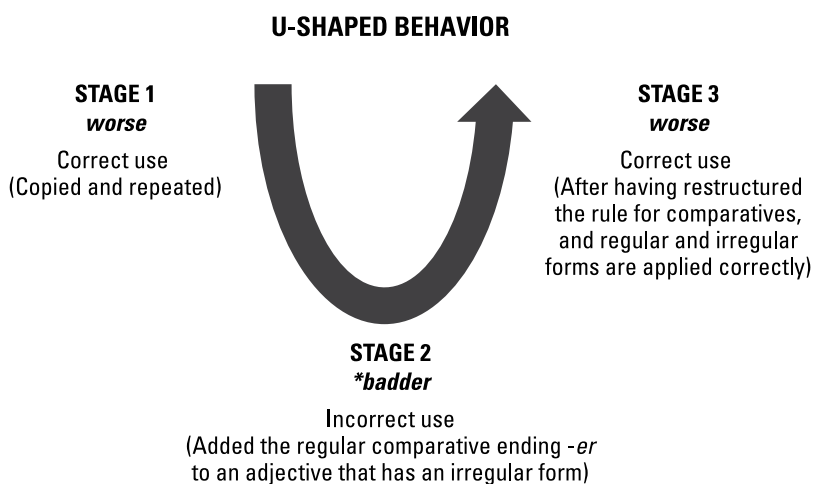 U-SHAPED BEHAVIOR
STAGE 1
worse
Correct use
(Copied and repeated)
STAGE 2
*badder
Incorrect use
(Added the regular comparative ending -er
to an adjective that has an irregular form)
STAGE 3
worse
Correct use
(After having restructured
the rule for comparatives,
and regular and irregular
forms are applied correctly)